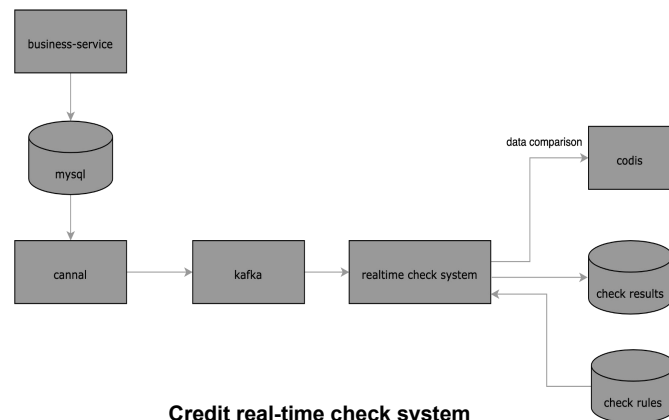 business-service
mysql
data comparison
codis
cannal
kafka
realtime check system
check results
check rules
Credit real-time check system